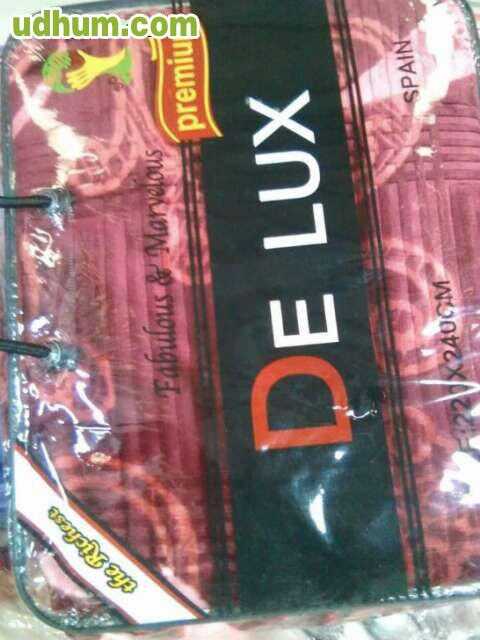 udhum.com
premium
Fabulous & Marvelous
DE LUX
SPAIN
E:220X240CM
the Richest